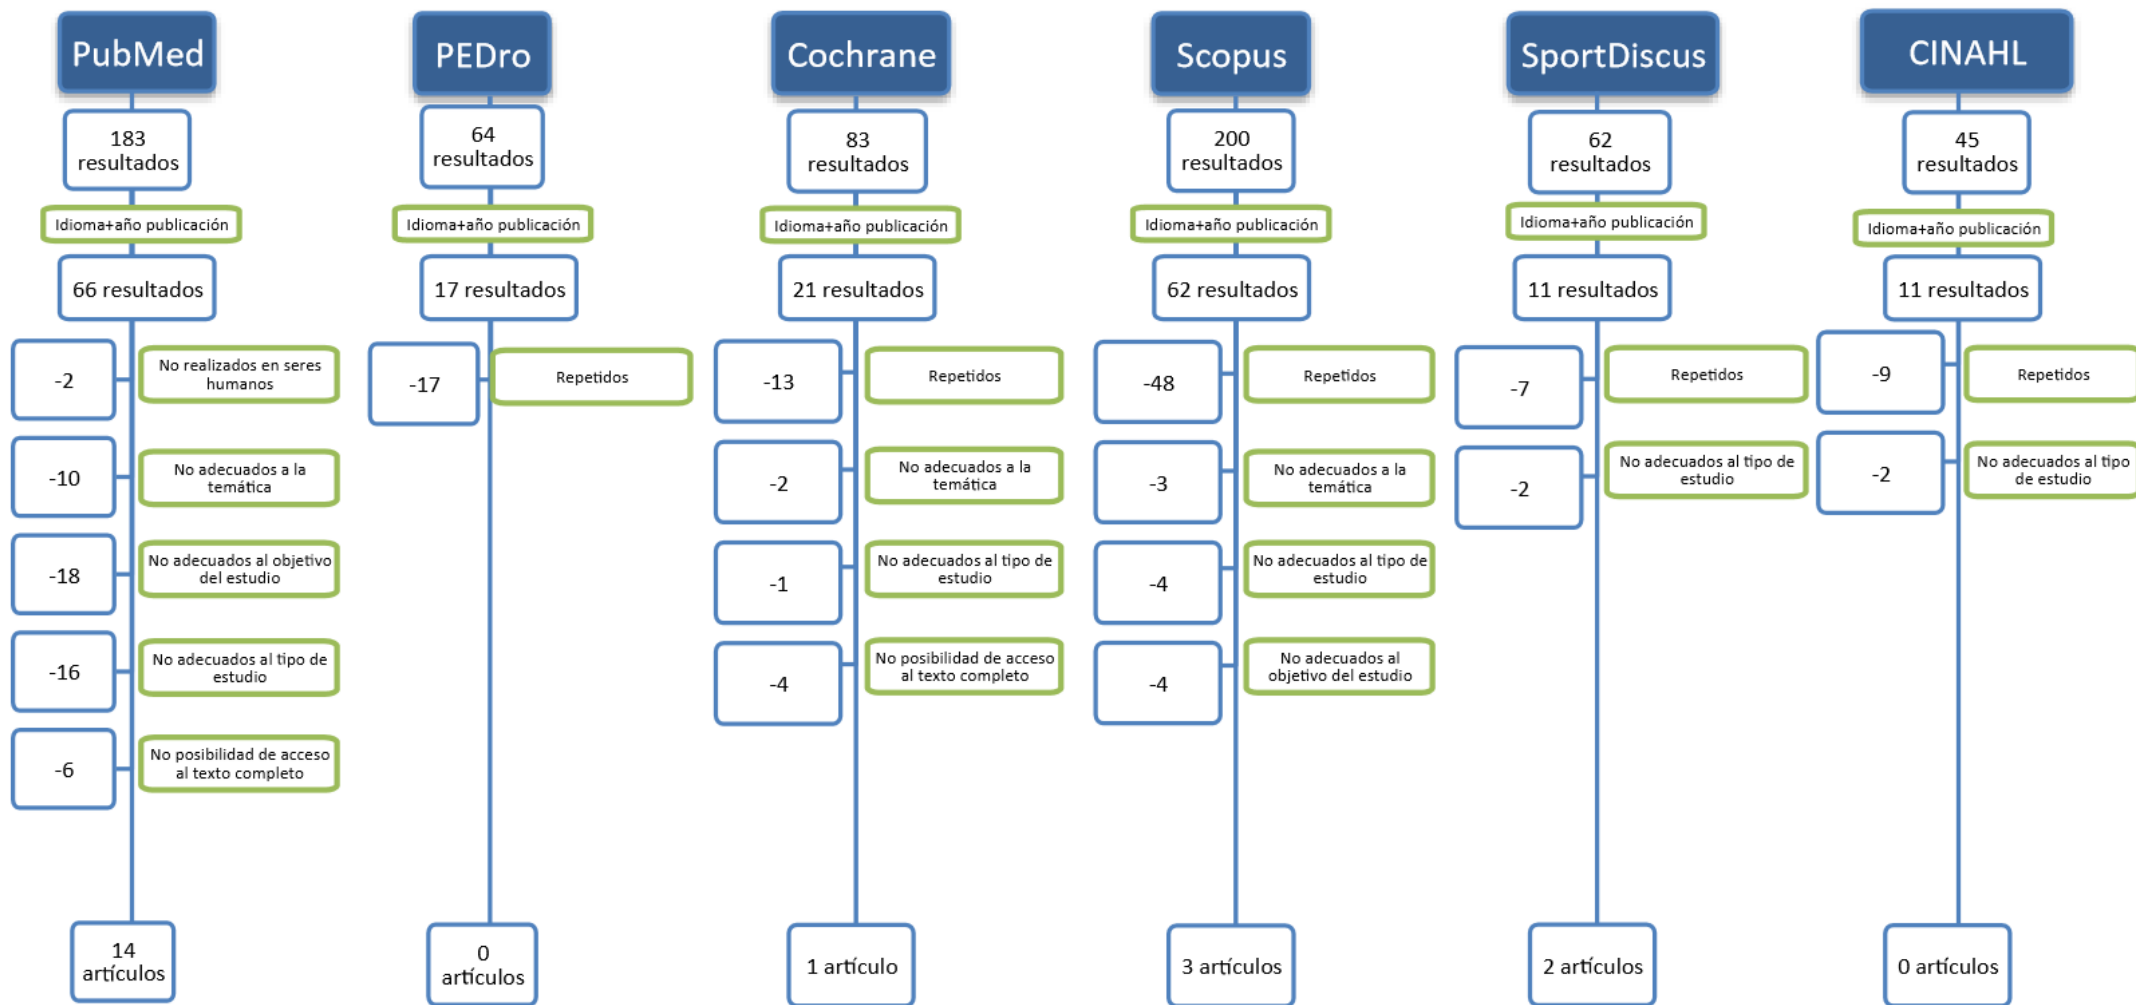 PubMed
183
resultados
Idioma+año publicación
66 resultados
-2
No realizados en seres
humanos
-10
No adecuados a la
temática
-18
No adecuados al objetivo
del estudio
-16
No adecuados al tipo de
estudio
-6
No posibilidad de acceso
al texto completo
14
artículos
PEDro
64
resultados
Idioma+año publicación
17 resultados
-17
Repetidos
0
artículos
Cochrane
83
resultados
Idioma+año publicación
21 resultados
-13
Repetidos
-2
No adecuados a la
temática
-1
No adecuados al tipo de
estudio
-4
No posibilidad de acceso
al texto completo
1 artículo
Scopus
200
resultados
Idioma+año publicación
62 resultados
-48
Repetidos
-3
No adecuados a la
temática
-4
No adecuados al tipo de
estudio
-4
No adecuados al
objetivo del estudio
3 artículos
SportDiscus
62
resultados
Idioma+año publicación
11 resultados
-7
Repetidos
-2
No adecuados al tipo de
estudio
2 artículos
CINAHL
45
resultados
Idioma+año publicación
11 resultados
-9
Repetidos
-2
No adecuados al tipo
de estudio
0 artículos